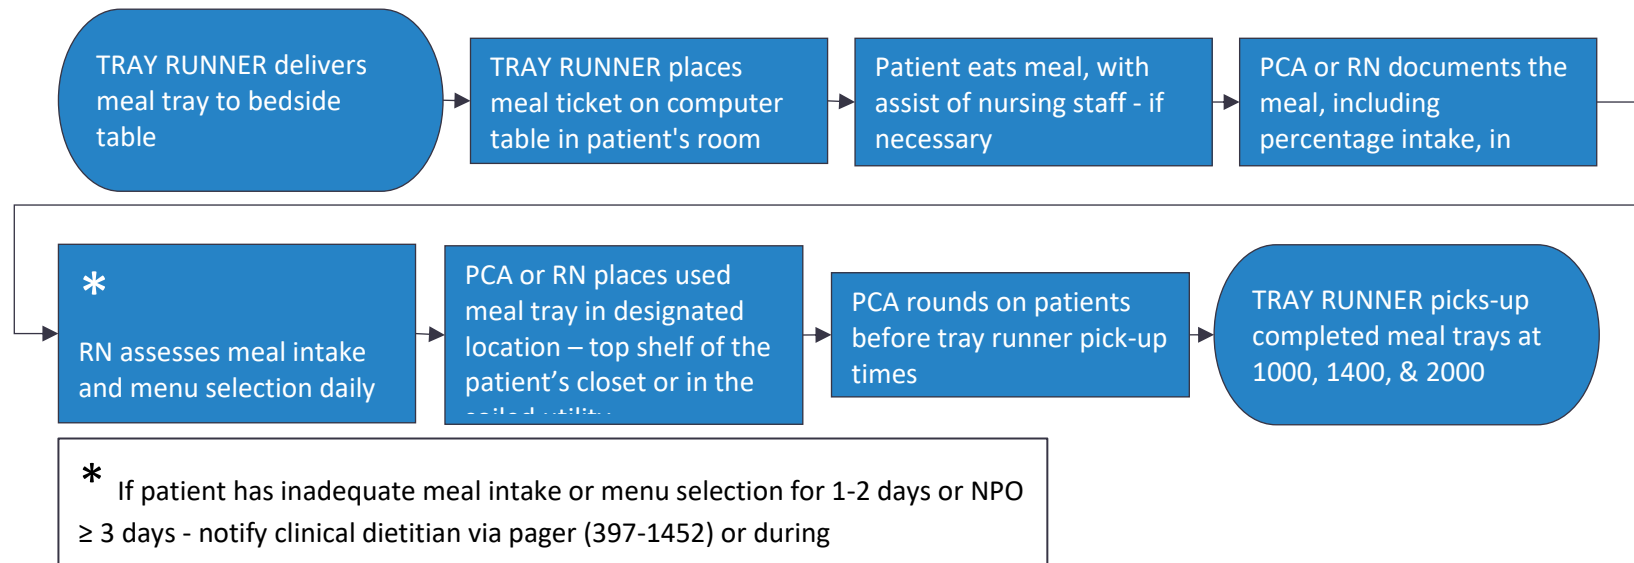 TRAY RUNNER delivers
meal tray to bedside
table
TRAY RUNNER places
meal ticket on computer
table in patient's room
Patient eats meal, with
assist of nursing staff - if
necessary
PCA or RN documents the
meal, including
percentage intake, in
*
RN assesses meal intake
and menu selection daily
PCA or RN places used
meal tray in designated
location – top shelf of the
patient’s closet or in the
PCA rounds on patients
before tray runner pick-up
times
TRAY RUNNER picks-up
completed meal trays at
1000, 1400, & 2000
* If patient has inadequate meal intake or menu selection for 1-2 days or NPO
≥ 3 days - notify clinical dietitian via pager (397-1452) or during